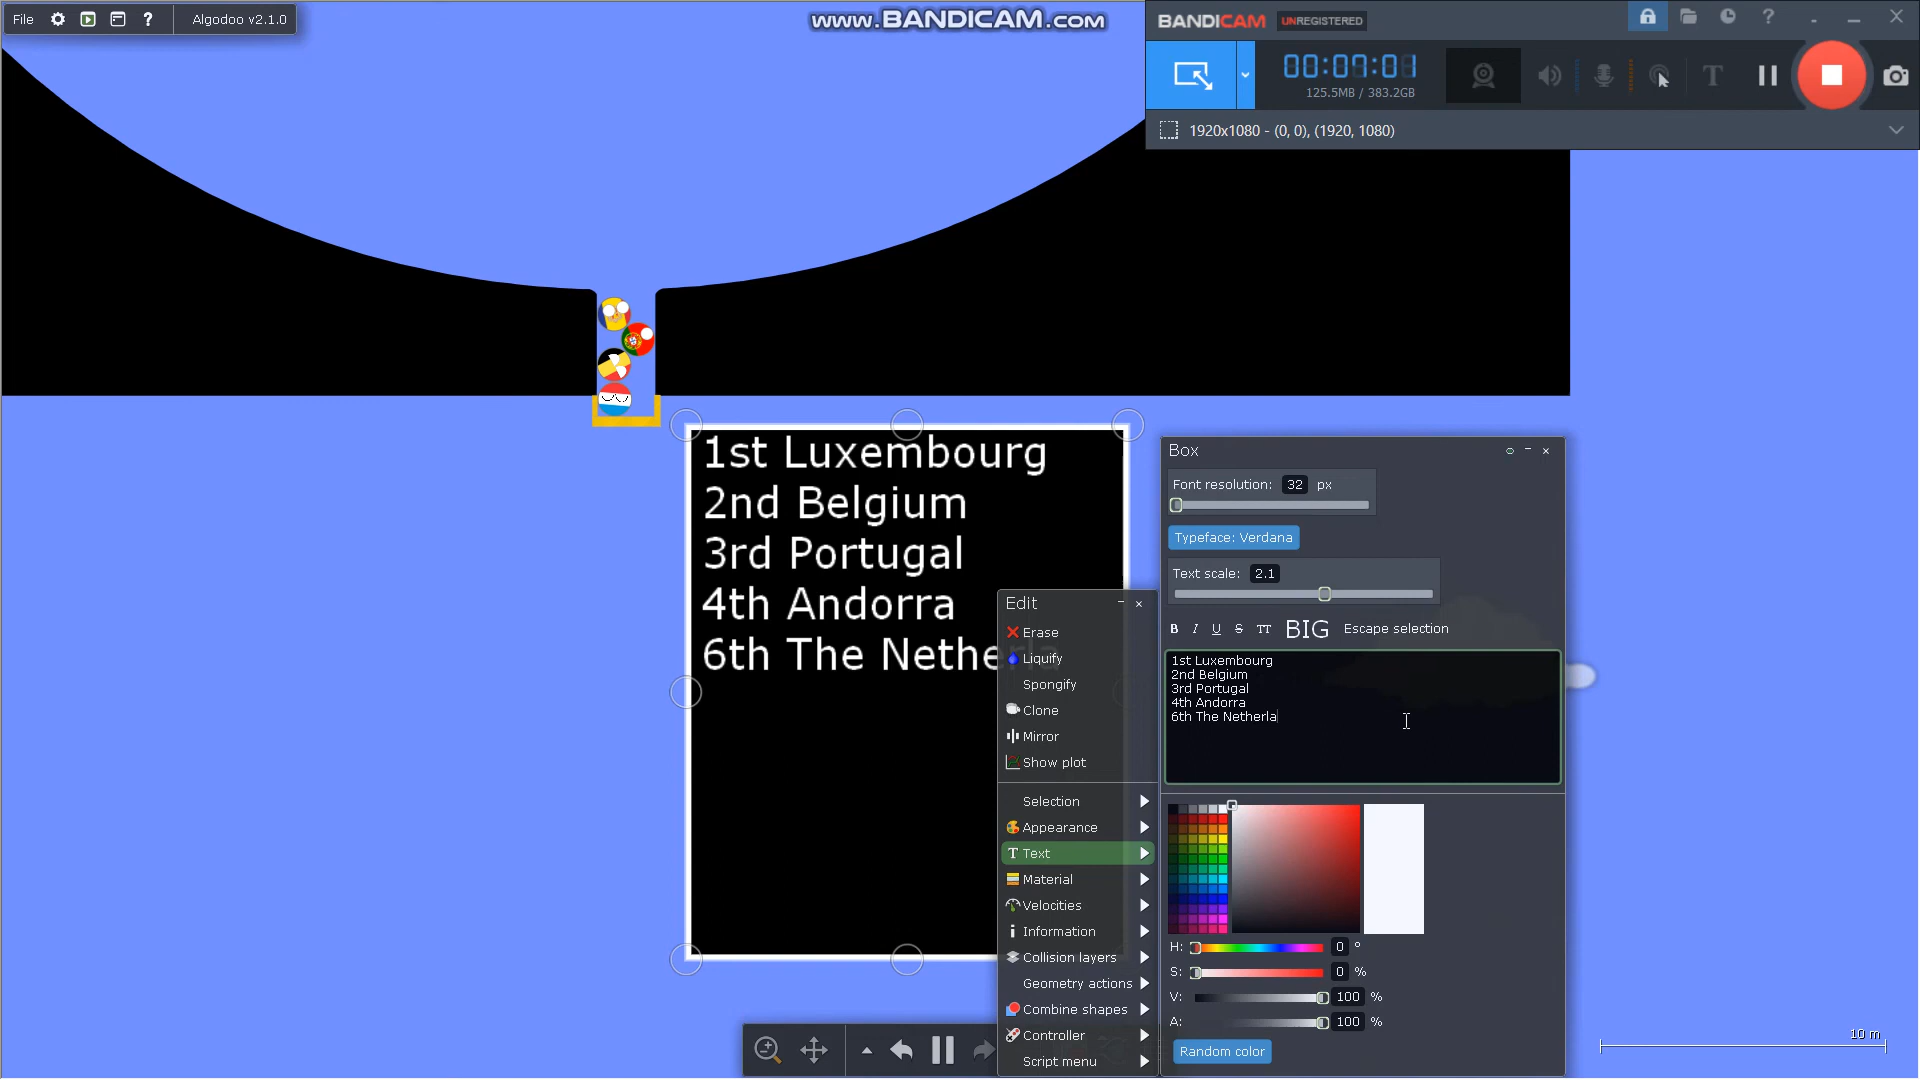 File
Algodoo v2.1.0
www.BANDICAM.com
BANDICAM UNREGISTERED
00:07:01
125.5MB / 383.2GB
1920x1080 - (0, 0), (1920, 1080)
1st Luxembourg
2nd Belgium
3rd Portugal
4th Andorra
6th The Netherla
Edit
Erase
Liquify
Spongify
Clone
Mirror
Show plot
Selection
Appearance
Text
Material
Velocities
Information
Collision layers
Geometry actions
Combine shapes
Controller
Script menu
Box
Font resolution: 32 px
Typeface: Verdana
Text scale: 2.1
B I U S TT BIG Escape selection
1st Luxembourg
2nd Belgium
3rd Portugal
4th Andorra
6th The Netherla
H: 0 °
S: 0 %
V: 100 %
A: 100 %
Random color
10 m